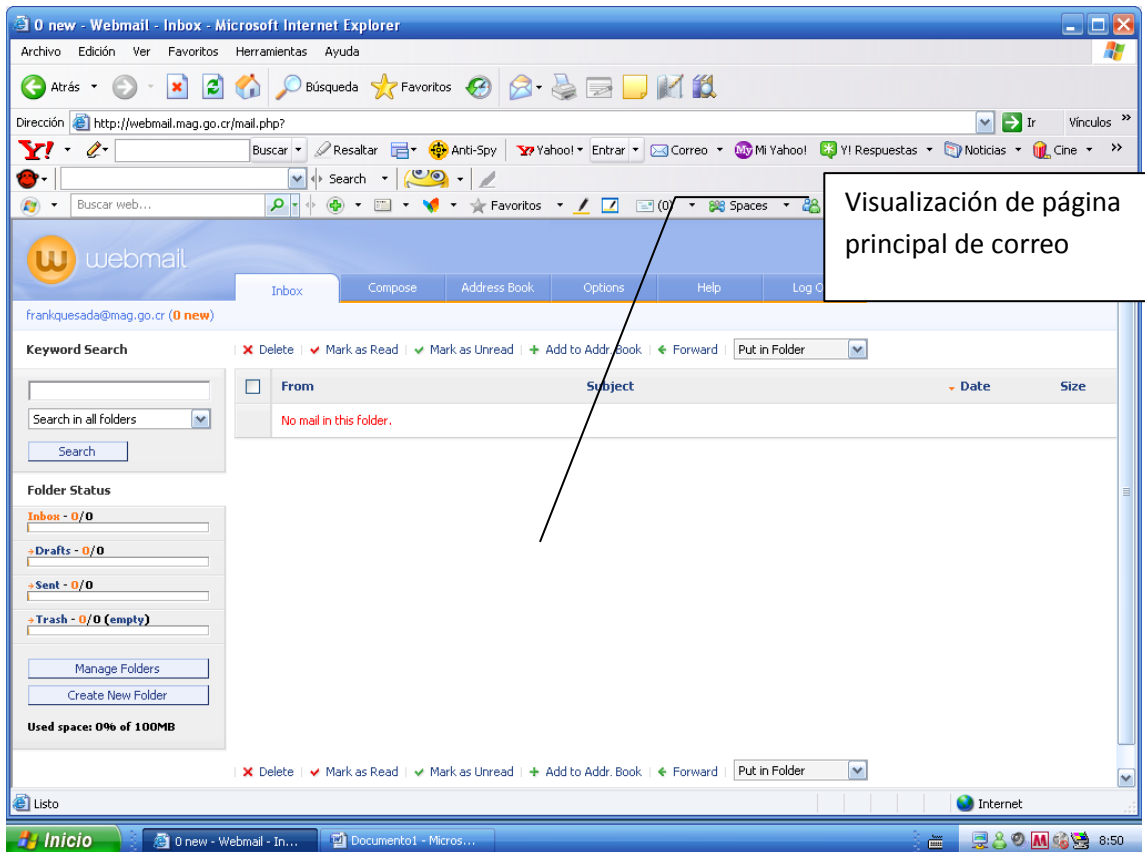 0 new - Webmail - Inbox - Microsoft Internet Explorer
Archivo Edición Ver Favoritos Herramientas Ayuda
Atrás Búsqueda Favoritos
Dirección http://webmail.mag.go.cr/mail.php? Ir Vínculos »
Y! Buscar Resaltar Anti-Spy Yahoo! Entrar Correo My Mi Yahoo! Y! Respuestas Noticias Cine »
Search
Buscar web... Favoritos (0) Spaces
Visualización de página
principal de correo
webmail
Inbox Compose Address Book Options Help Log O
frankquesada@mag.go.cr (0 new)
Keyword Search
Delete Mark as Read Mark as Unread Add to Addr. Book Forward Put in Folder
From Subject Date Size
No mail in this folder.
Search in all folders
Search
Folder Status
Inbox - 0/0
Drafts - 0/0
Sent - 0/0
Trash - 0/0 (empty)
Manage Folders
Create New Folder
Used space: 0% of 100MB
Delete Mark as Read Mark as Unread Add to Addr. Book Forward Put in Folder
Listo Internet
Inicio 0 new - Webmail - In... Documento1 - Micros... 8:50